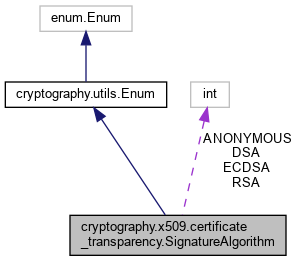 enum.Enum
cryptography.utils.Enum
int
ANONYMOUS
DSA
ECDSA
RSA
cryptography.x509.certificate
_transparency.SignatureAlgorithm